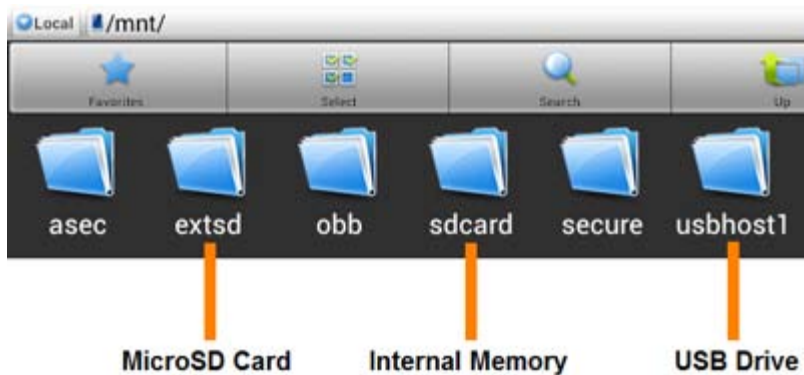 Local /mnt/
Favorites Select Search Up
asec extsd obb sdcard secure usbhost1
MicroSD Card Internal Memory USB Drive